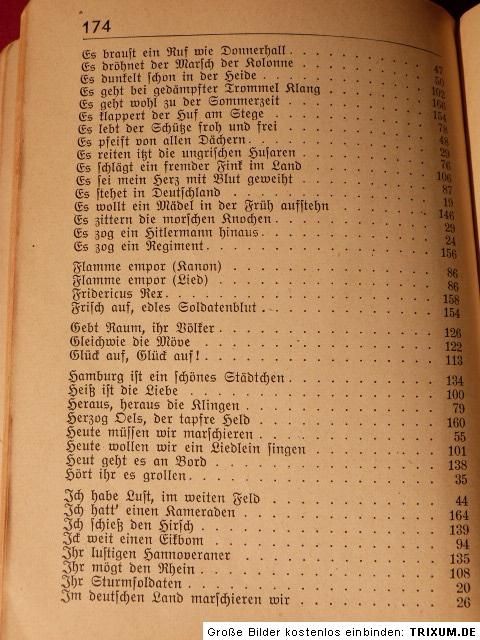 174
Es braust ein Ruf wie Donnerhall . . . 47
Es dröhnet der Marsch der Kolonne . . . 50
Es dunkelt schon in der Heide . . . 102
Es geht bei gedämpfter Trommel Klang . . . 166
Es geht wohl zu der Sommerzeit . . . 154
Es klappert der Huf am Stege . . . 78
Es lebt der Schütze froh und frei . . . 48
Es pfeift von allen Dächern . . . 29
Es reiten itzt die ungrischen Husaren . . . 76
Es schlägt ein fremder Fink im Land . . . 106
Es sei mein Herz mit Blut geweiht . . . 87
Es stehet in Deutschland . . . 19
Es wollt ein Mädel in der Früh aufstehn . . . 146
Es zittern die morschen Knochen . . . 29
Es zog ein Hitlermann hinaus . . . 24
Es zog ein Regiment . . . 156
Flamme empor (Kanon) . . . 86
Flamme empor (Lied) . . . 86
Fridericus Rex . . . 158
Frisch auf, edles Soldatenblut . . . 154
Gebt Raum, ihr Völker . . . 126
Gleichwie die Möve . . . 122
Glück auf, Glück auf! . . . 113
Hamburg ist ein schönes Städtchen . . . 134
Heiß ist die Liebe . . . 100
Heraus, heraus die Klingen . . . 79
Herzog Oels, der tapfre Held . . . 160
Heute müssen wir marschieren . . . 55
Heute wollen wir ein Liedlein singen . . . 101
Heut geht es an Bord . . . 138
Hört ihr es grollen . . . 35
Ich habe Lust, im weiten Feld . . . 44
Ich hatt' einen Kameraden . . . 164
Ich schieß den Hirsch . . . 139
Ick weit einen Eikbom . . . 94
Ihr lustigen Hannoveraner . . . 135
Ihr mögt den Rhein . . . 108
Ihr Sturmsoldaten . . . 20
Im deutschen Land marschieren wir . . . 26
Große Bilder kostenlos einbinden: TRIXUM.DE